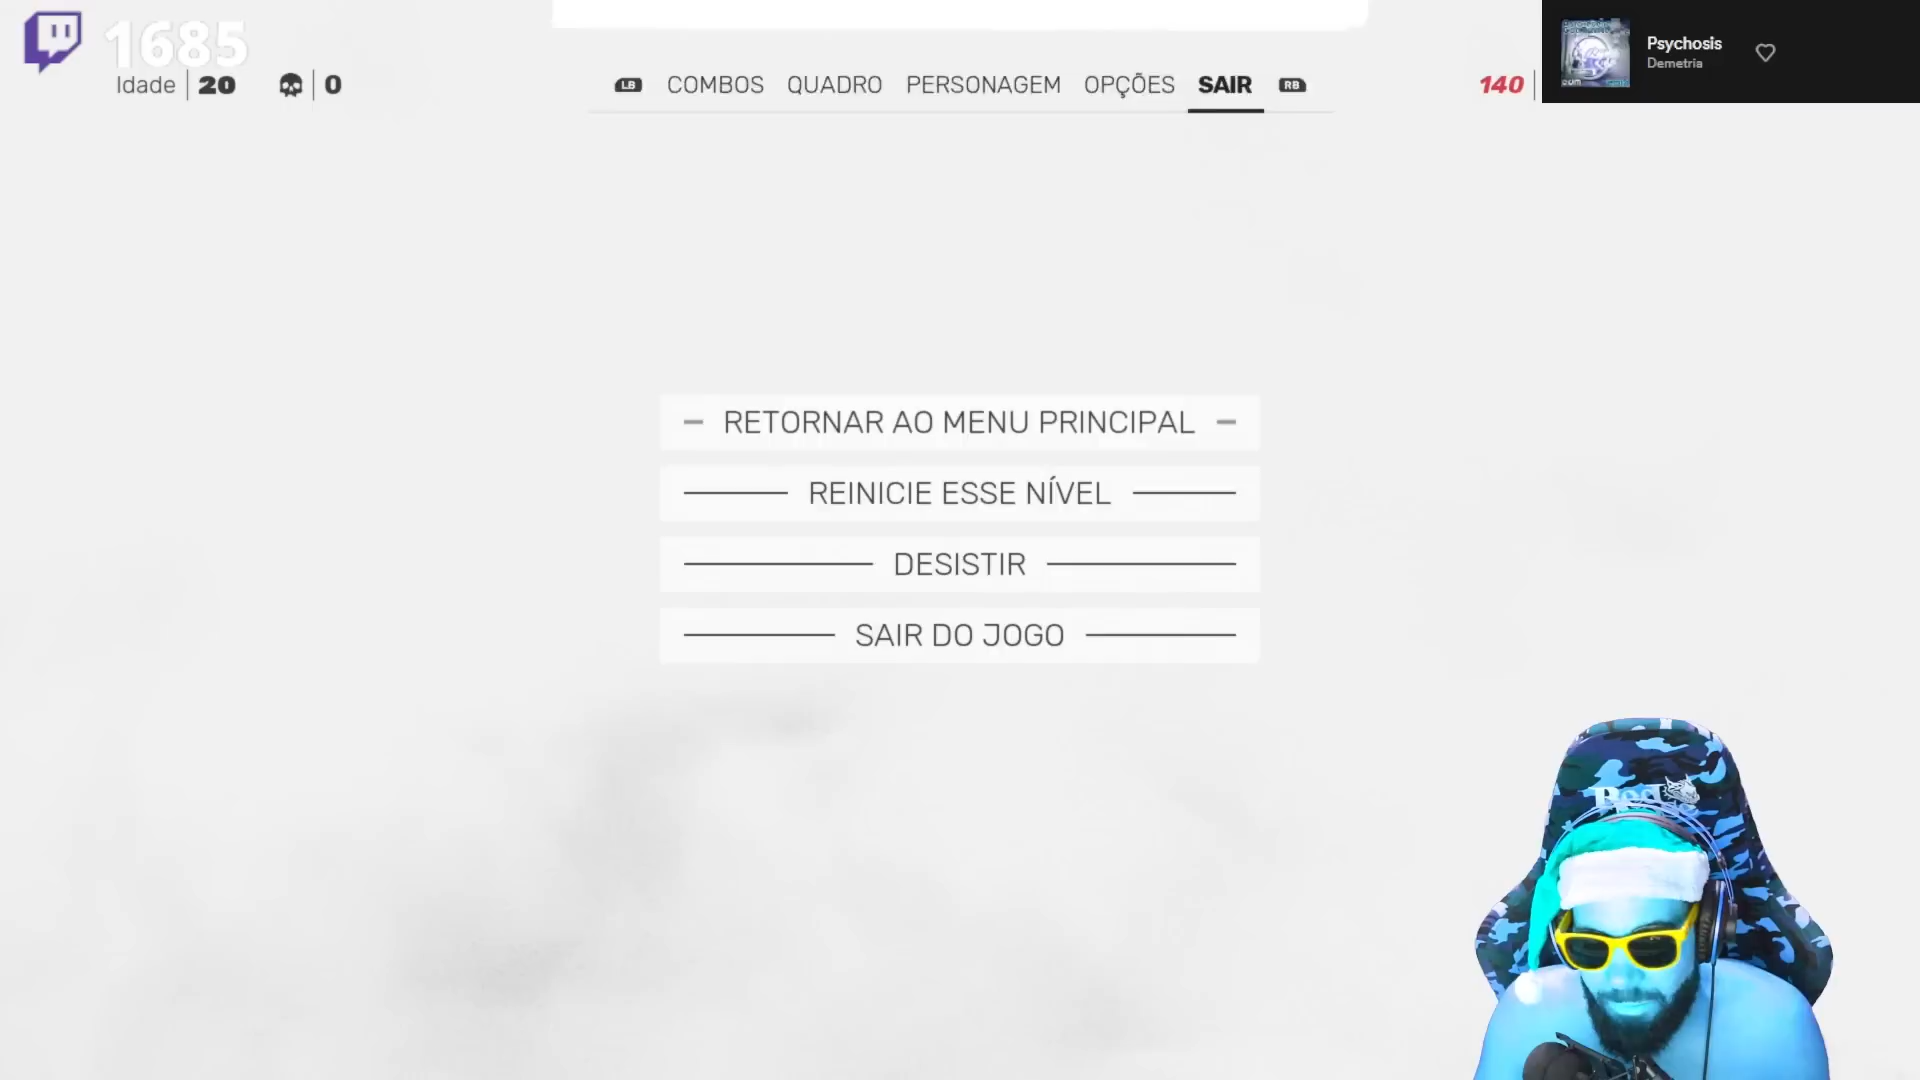 1685
Idade 20 0
LB COMBOS QUADRO PERSONAGEM OPÇÕES SAIR RB
140
Psychosis
Demetria
RETORNAR AO MENU PRINCIPAL
REINICIE ESSE NÍVEL
DESISTIR
SAIR DO JOGO